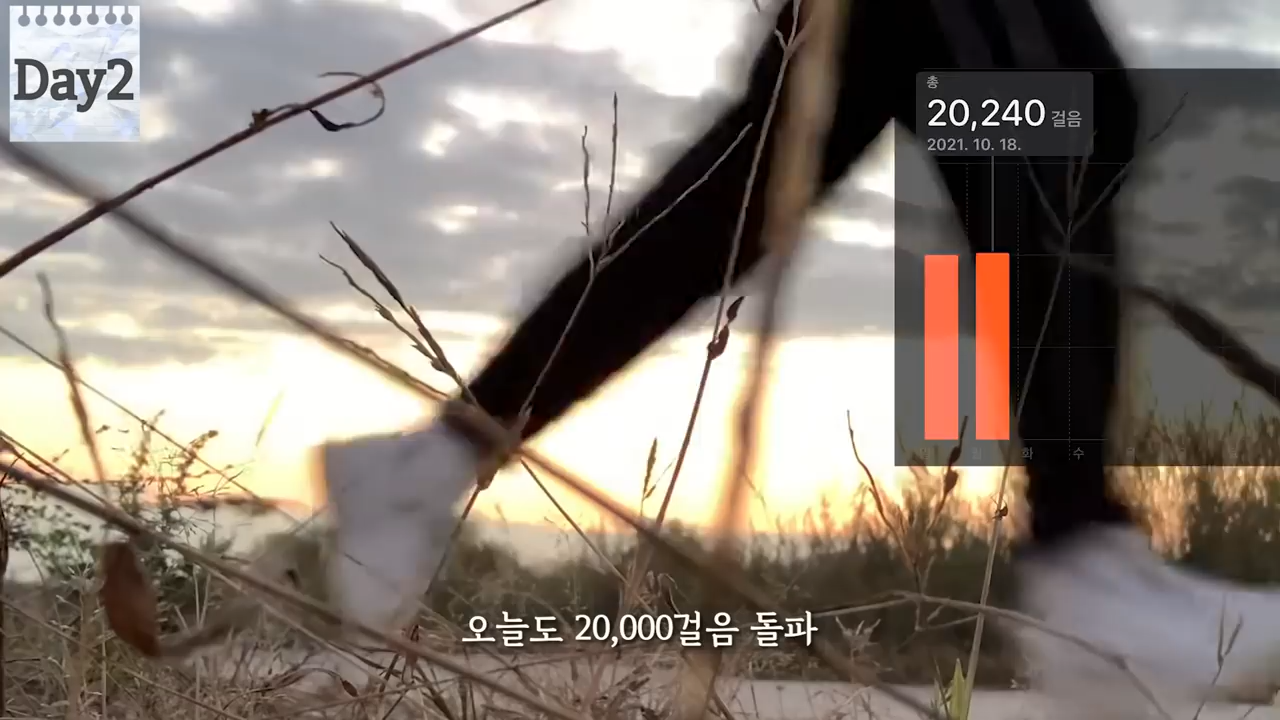 Day2
총
20,240 걸음
2021. 10. 18.
월 화 수
오늘도 20,000걸음 돌파